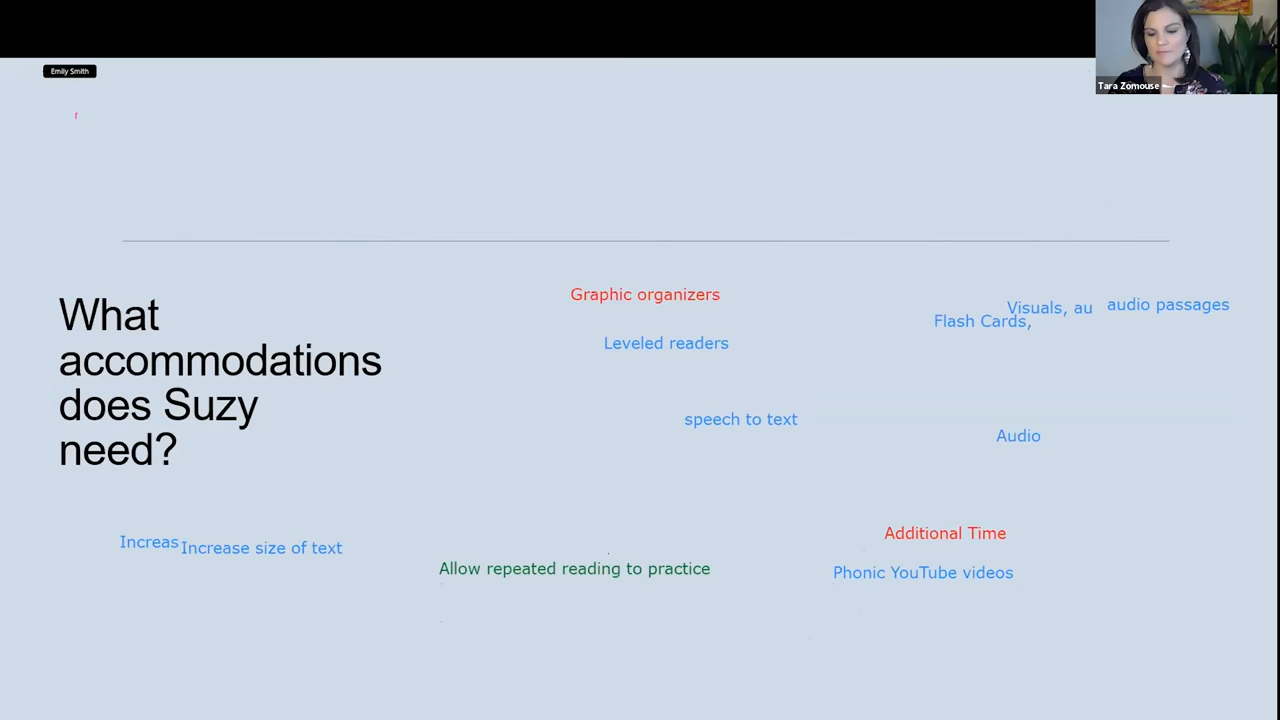 Emily Smith
Tara Zomouse
r
What
accommodations
does Suzy
need?
Graphic organizers
Leveled readers
speech to text
Flash Cards,
Visuals, au
audio passages
Audio
Increas
Increase size of text
Allow repeated reading to practice
Additional Time
Phonic YouTube videos